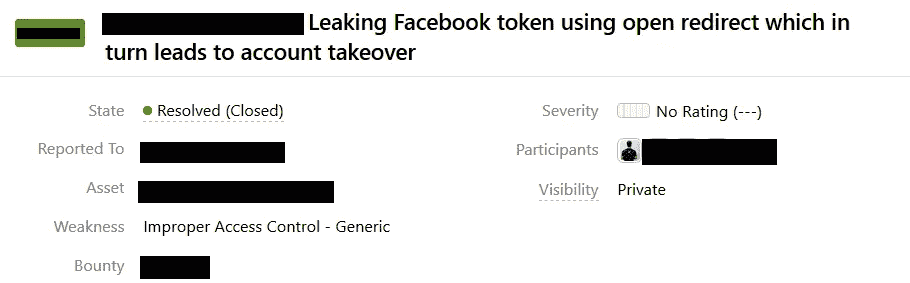 Leaking Facebook token using open redirect which in
turn leads to account takeover
State Resolved (Closed) Severity No Rating (---)
Reported To Participants
Asset Visibility Private
Weakness Improper Access Control - Generic
Bounty